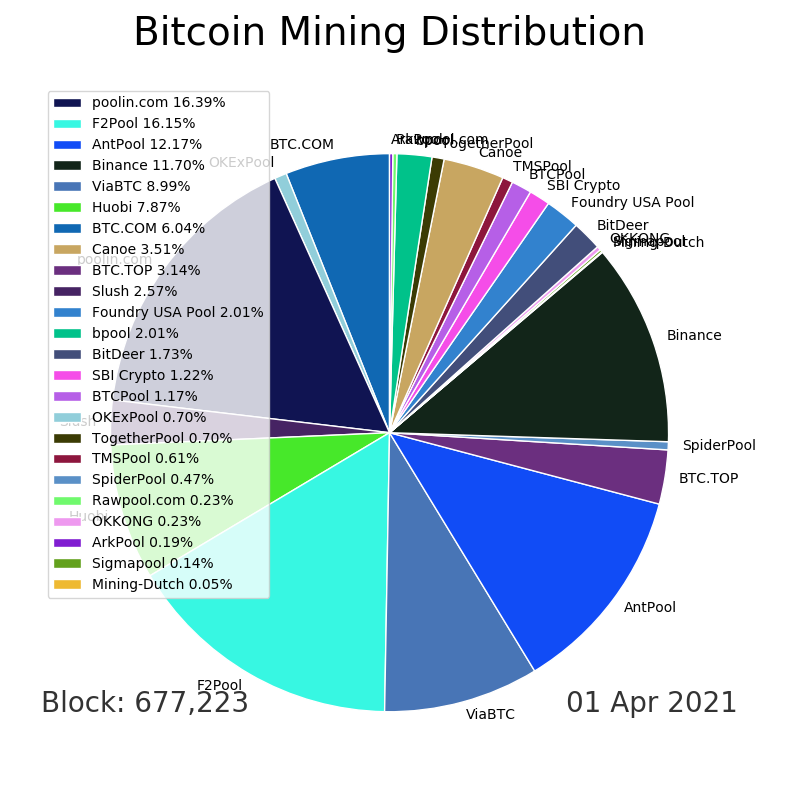 Bitcoin Mining Distribution
poolin.com 16.39%
F2Pool 16.15%
AntPool 12.17%
Binance 11.70%
ViaBTC 8.99%
Huobi 7.87%
BTC.COM 6.04%
Canoe 3.51%
BTC.TOP 3.14%
Slush 2.57%
Foundry USA Pool 2.01%
bpool 2.01%
BitDeer 1.73%
SBI Crypto 1.22%
BTCPool 1.17%
OKExPool 0.70%
TogetherPool 0.70%
TMSPool 0.61%
SpiderPool 0.47%
Rawpool.com 0.23%
OKKONG 0.23%
ArkPool 0.19%
Sigmapool 0.14%
Mining-Dutch 0.05%
ArkPool
Rawpool.com
bpool
TogetherPool
Canoe
TMSPool
BTCPool
SBI Crypto
Foundry USA Pool
BitDeer
OKKONG
Sigmapool
Mining-Dutch
Binance
SpiderPool
BTC.TOP
AntPool
ViaBTC
F2Pool
Huobi
Slush
poolin.com
OKExPool
BTC.COM
Block: 677,223
01 Apr 2021